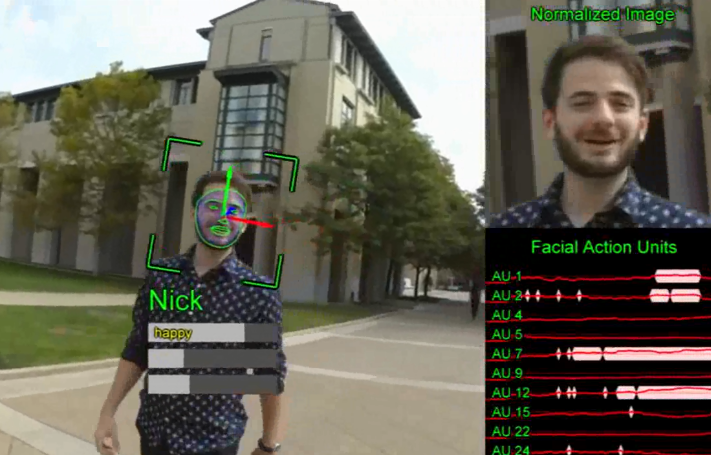 Normalized Image
Nick
happy
Facial Action Units
AU 1
AU 2
AU 4
AU 5
AU 7
AU 9
AU 12
AU 15
AU 22
AU 24